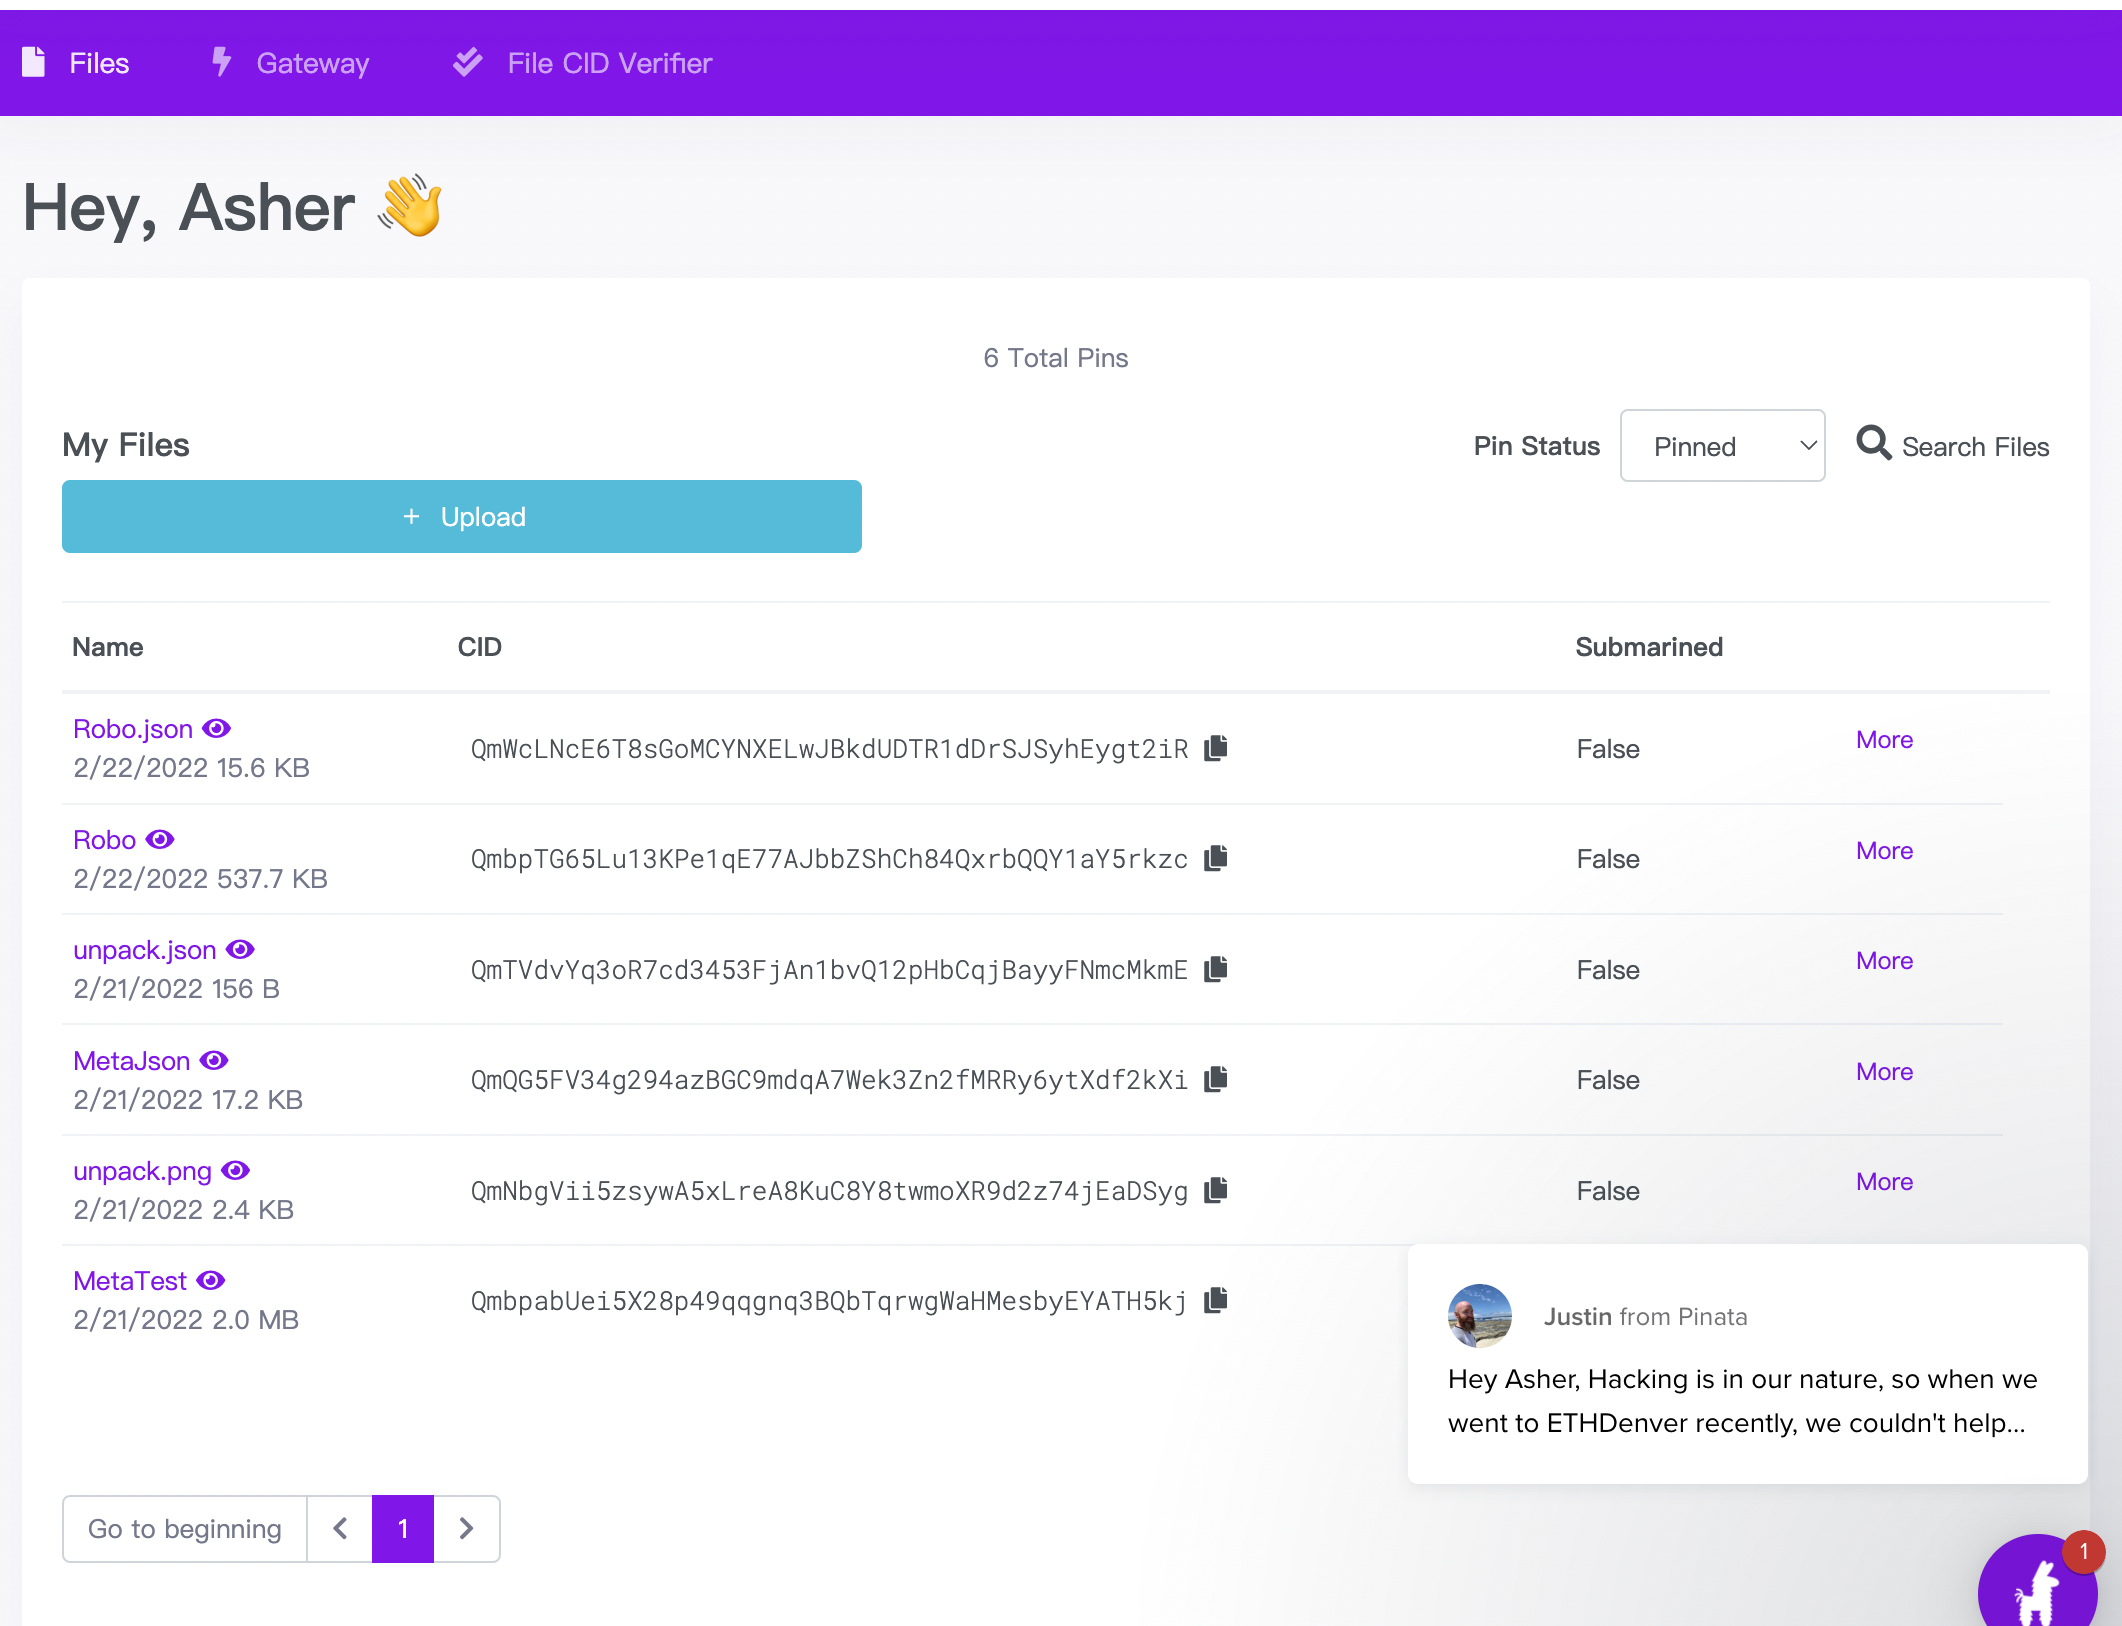 Files Gateway File CID Verifier
Hey, Asher 👋
6 Total Pins
My Files
Pin Status Pinned Search Files
+ Upload
Name CID Submarined
Robo.json
2/22/2022 15.6 KB
QmWcLNcE6T8sGoMCYNXELwJBkdUDTR1dDrSJSyhEygt2iR
False
More
Robo
2/22/2022 537.7 KB
QmbpTG65Lu13KPe1qE77AJbbZShCh84QxrbQQY1aY5rkzc
False
More
unpack.json
2/21/2022 156 B
QmTVdvYq3oR7cd3453FjAn1bvQ12pHbCqjBayyFNmcMkmE
False
More
MetaJson
2/21/2022 17.2 KB
QmQG5FV34g294azBGC9mdqA7Wek3Zn2fMRRy6ytXdf2kXi
False
More
unpack.png
2/21/2022 2.4 KB
QmNbgVii5zsywA5xLreA8KuC8Y8twmoXR9d2z74jEaDSyg
False
More
MetaTest
2/21/2022 2.0 MB
QmbpabUei5X28p49qqgnq3BQbTqrwgWaHMesbyEYATH5kj
Justin from Pinata
Hey Asher, Hacking is in our nature, so when we
went to ETHDenver recently, we couldn't help...
Go to beginning 1
1